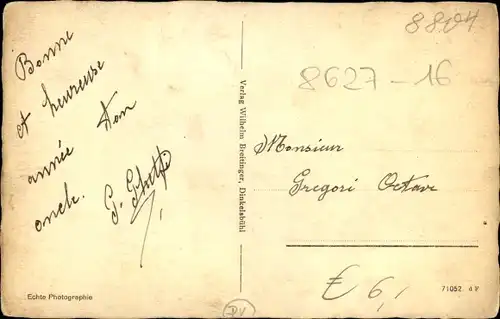 Bonne
et heureuse
année Ton
oncle.
Verlag Wilhelm Breitinger, Dinkelsbühl
8804
8627-16
Monsieur
Gregori Octave
€ 6,
Echte Photographie
71052